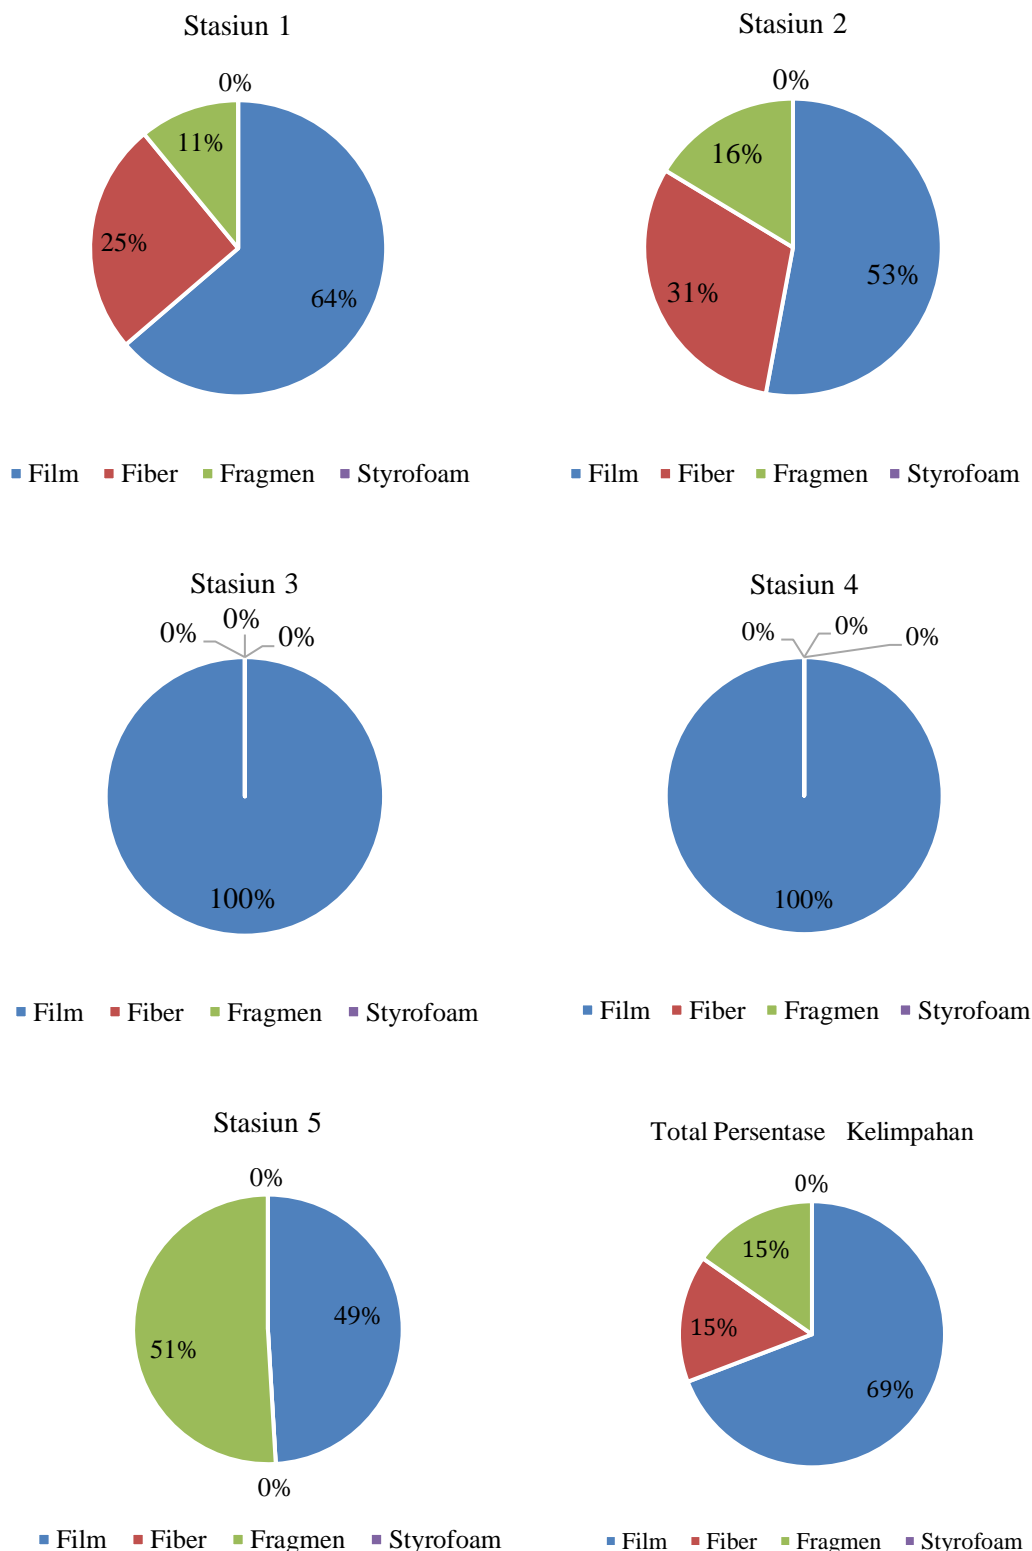 Stasiun 1
0%
11%
25%
64%
Film Fiber Fragmen Styrofoam
Stasiun 2
0%
16%
31%
53%
Film Fiber Fragmen Styrofoam
Stasiun 3
0%
0%
0%
100%
Film Fiber Fragmen Styrofoam
Stasiun 4
0%
0%
0%
100%
Film Fiber Fragmen Styrofoam
Stasiun 5
0%
49%
51%
0%
Film Fiber Fragmen Styrofoam
Total Persentase Kelimpahan
0%
15%
15%
69%
Film Fiber Fragmen Styrofoam